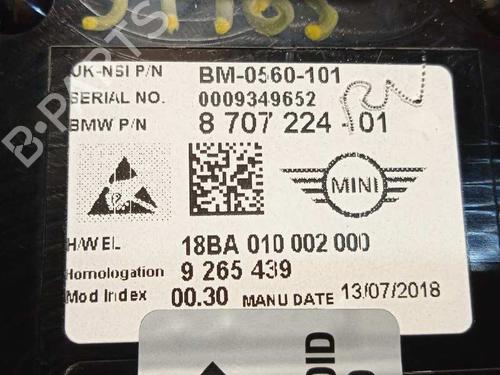 UK-NSI P/N BM-0560-101
SERIAL NO. 0009349652
BMW P/N 8 707 224-01
MINI
H/W EL 18BA 010 002 000
Homologation 9 265 439
Mod Index 00.30 MANU DATE 13/07/2018
B-PARTS